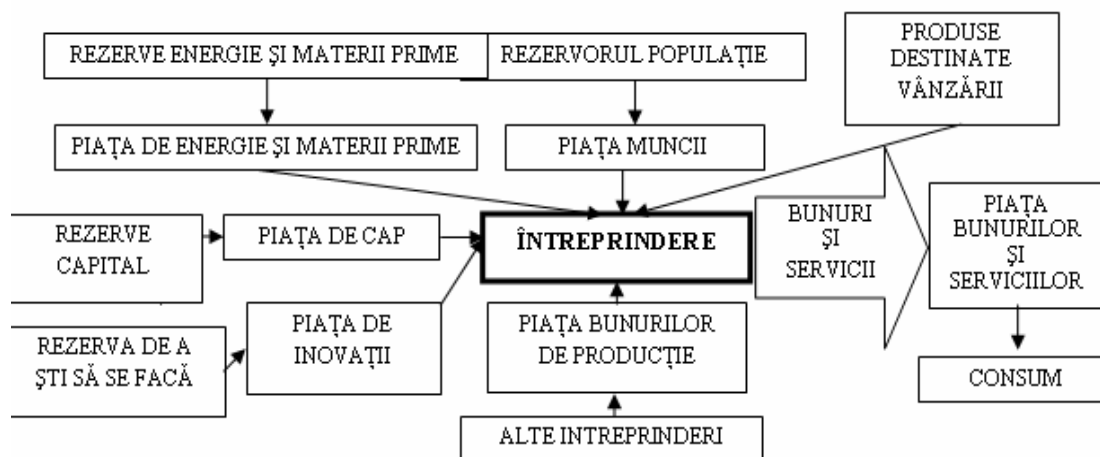 REZERVE ENERGIE ŞI MATERII PRIME
REZERVORUL POPULAŢIE
PRODUSE
DESTINATE
VÂNZĂRII
PIAŢA DE ENERGIE ŞI MATERII PRIME
PIAŢA MUNCII
REZERVE
CAPITAL
PIAŢA DE CAP
ÎNTREPRINDERE
BUNURI
ŞI
SERVICII
PIAŢA
BUNURILOR
ŞI
SERVICIILOR
REZERVA DE A
ŞTI SĂ SE FACĂ
PIAŢA DE
INOVAŢII
PIAŢA BUNURILOR
DE PRODUCŢIE
CONSUM
ALTE INTREPRINDERI